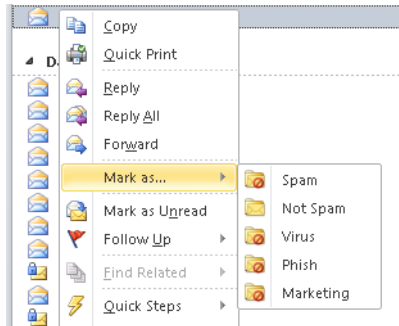 Copy
Quick Print
D
Reply
Reply All
Forward
Mark as...
Spam
Mark as Unread
Not Spam
Follow Up
Virus
Find Related
Phish
Quick Steps
Marketing